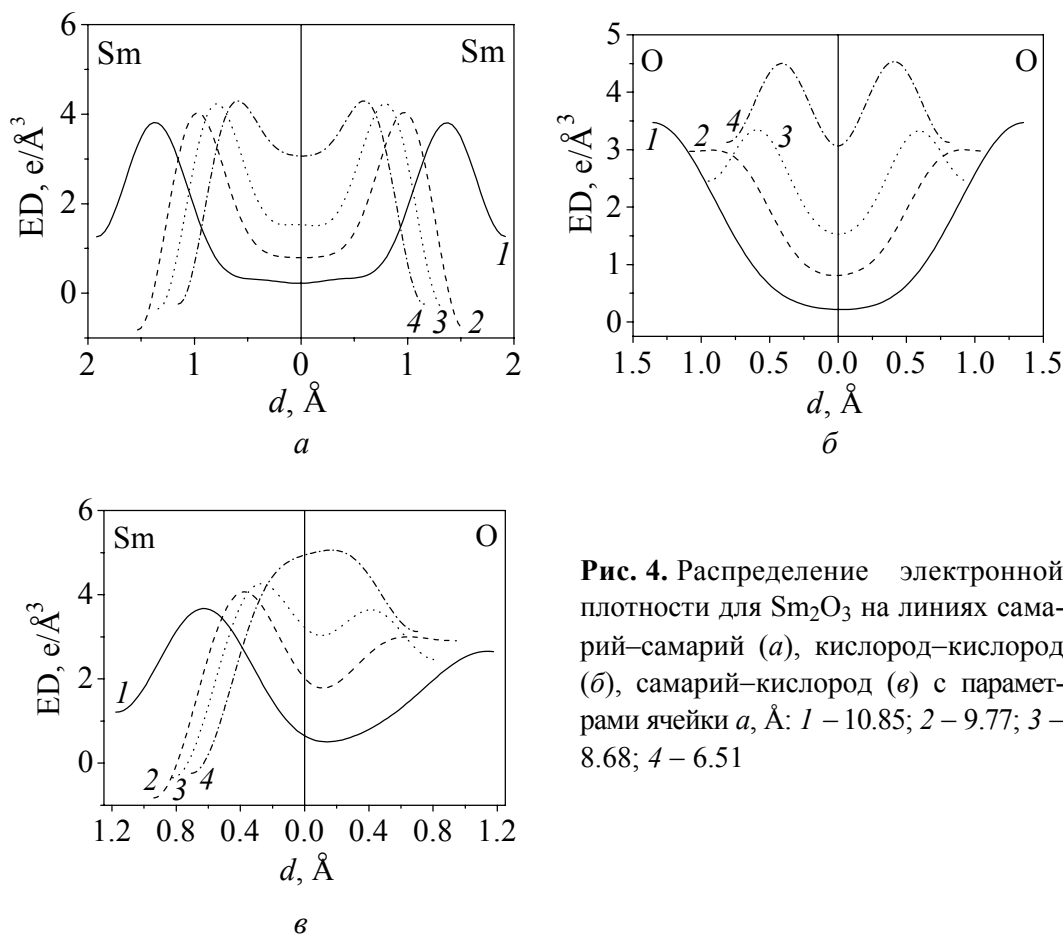 6
4
2
0
ED, e/Å³
Sm
Sm
1
4 3 2
2 1 0 1 2
d, Å
а
5
4
3
2
1
0
ED, e/Å³
O
O
1 2 4 3
1.5 1.0 0.5 0.0 0.5 1.0 1.5
d, Å
б
6
4
2
0
ED, e/Å³
Sm
O
1
2 3 4
1.2 0.8 0.4 0.0 0.4 0.8 1.2
d, Å
в
Рис. 4. Распределение электронной
плотности для Sm₂O₃ на линиях сама-
рий–самарий (а), кислород–кислород
(б), самарий–кислород (в) с парамет-
рами ячейки a, Å: 1 – 10.85; 2 – 9.77; 3 –
8.68; 4 – 6.51